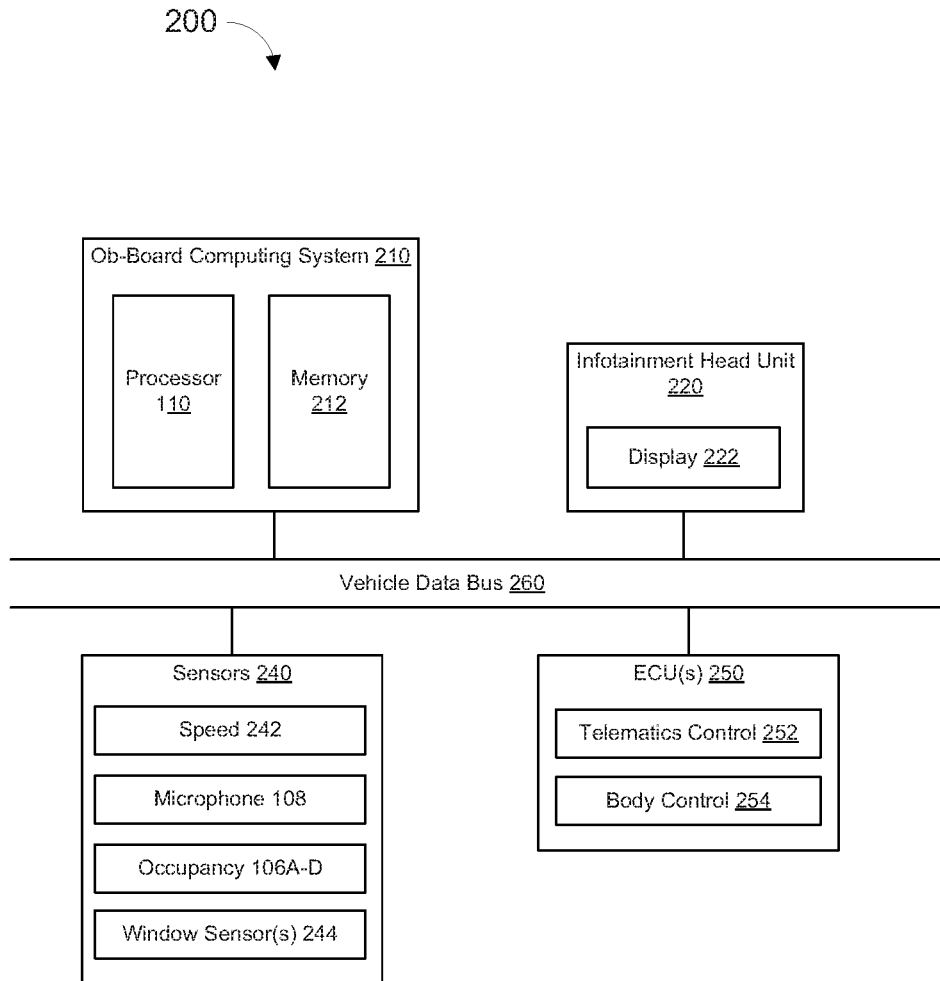 200
Ob-Board Computing System 210
Processor
110
Memory
212
Infotainment Head Unit
220
Display 222
Vehicle Data Bus 260
Sensors 240
Speed 242
Microphone 108
Occupancy 106A-D
Window Sensor(s) 244
ECU(s) 250
Telematics Control 252
Body Control 254